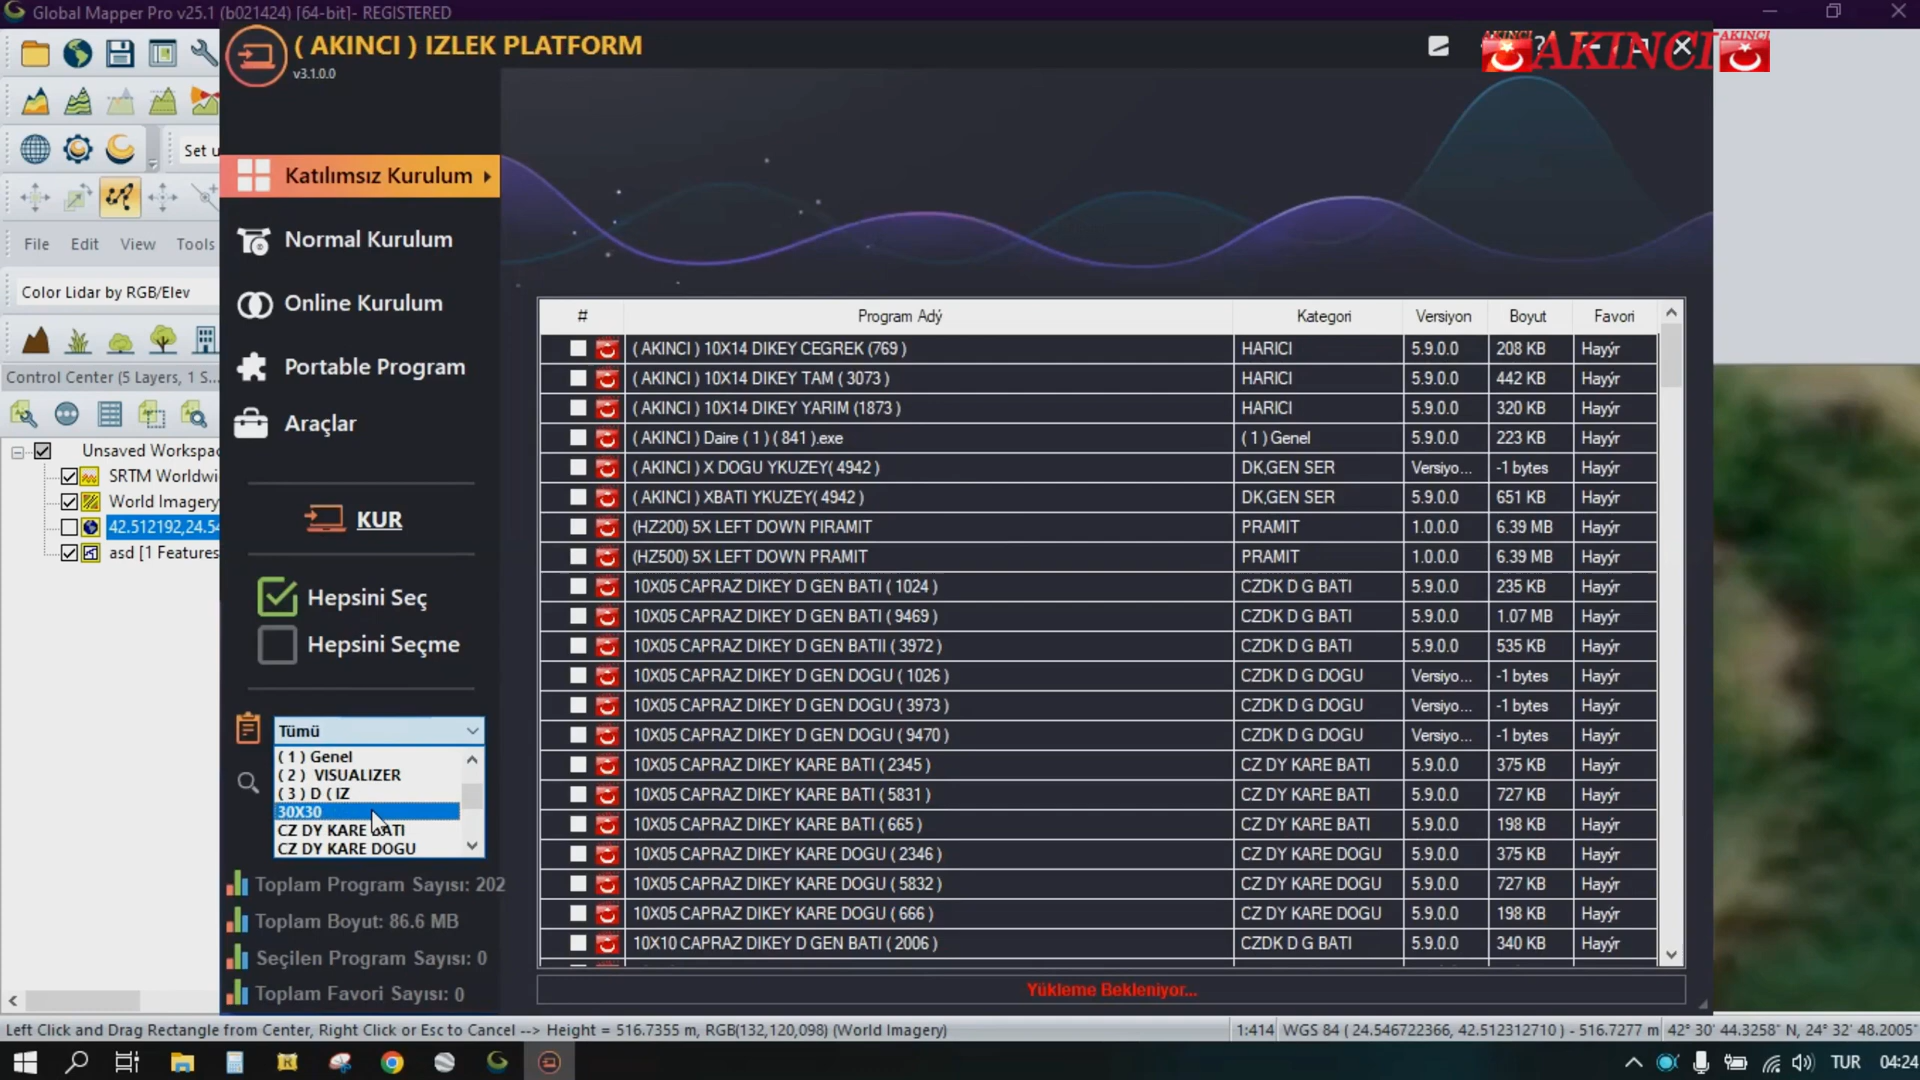 Global Mapper Pro v25.1 (b021424) [64-bit]- REGISTERED
( AKINCI ) IZLEK PLATFORM
v3.1.0.0
AKINCI
AKINCI
AKINCI
Set u
Katılımsız Kurulum
Normal Kurulum
Online Kurulum
Portable Program
Araçlar
KUR
Hepsini Seç
Hepsini Seçme
Tümü
( 1 ) Genel
( 2 ) VISUALIZER
( 3 ) D ( IZ
30X30
CZ DY KARE BATI
CZ DY KARE DOGU
Toplam Program Sayısı: 202
Toplam Boyut: 86.6 MB
Seçilen Program Sayısı: 0
Toplam Favori Sayısı: 0
File Edit View Tools
Color Lidar by RGB/Elev
Control Center (5 Layers, 1 S...
Unsaved Workspa
SRTM Worldwi
World Imagery
42.512192,24.54
asd [1 Features
# Program Adý Kategori Versiyon Boyut Favori
( AKINCI ) 10X14 DIKEY CEGREK (769 ) HARICI 5.9.0.0 208 KB Hayýr
( AKINCI ) 10X14 DIKEY TAM ( 3073 ) HARICI 5.9.0.0 442 KB Hayýr
( AKINCI ) 10X14 DIKEY YARIM (1873 ) HARICI 5.9.0.0 320 KB Hayýr
( AKINCI ) Daire ( 1 ) ( 841 ).exe ( 1 ) Genel 5.9.0.0 223 KB Hayýr
( AKINCI ) X DOGU YKUZEY( 4942 ) DK,GEN SER Versiyo... -1 bytes Hayýr
( AKINCI ) XBATI YKUZEY( 4942 ) DK,GEN SER 5.9.0.0 651 KB Hayýr
(HZ200) 5X LEFT DOWN PIRAMIT PRAMIT 1.0.0.0 6.39 MB Hayýr
(HZ500) 5X LEFT DOWN PRAMIT PRAMIT 1.0.0.0 6.39 MB Hayýr
10X05 CAPRAZ DIKEY D GEN BATI ( 1024 ) CZDK D G BATI 5.9.0.0 235 KB Hayýr
10X05 CAPRAZ DIKEY D GEN BATI ( 9469 ) CZDK D G BATI 5.9.0.0 1.07 MB Hayýr
10X05 CAPRAZ DIKEY D GEN BATII ( 3972 ) CZDK D G BATI 5.9.0.0 535 KB Hayýr
10X05 CAPRAZ DIKEY D GEN DOGU ( 1026 ) CZDK D G DOGU Versiyo... -1 bytes Hayýr
10X05 CAPRAZ DIKEY D GEN DOGU ( 3973 ) CZDK D G DOGU Versiyo... -1 bytes Hayýr
10X05 CAPRAZ DIKEY D GEN DOGU ( 9470 ) CZDK D G DOGU Versiyo... -1 bytes Hayýr
10X05 CAPRAZ DIKEY KARE BATI ( 2345 ) CZ DY KARE BATI 5.9.0.0 375 KB Hayýr
10X05 CAPRAZ DIKEY KARE BATI ( 5831 ) CZ DY KARE BATI 5.9.0.0 727 KB Hayýr
10X05 CAPRAZ DIKEY KARE BATI ( 665 ) CZ DY KARE BATI 5.9.0.0 198 KB Hayýr
10X05 CAPRAZ DIKEY KARE DOGU ( 2346 ) CZ DY KARE DOGU 5.9.0.0 375 KB Hayýr
10X05 CAPRAZ DIKEY KARE DOGU ( 5832 ) CZ DY KARE DOGU 5.9.0.0 727 KB Hayýr
10X05 CAPRAZ DIKEY KARE DOGU ( 666 ) CZ DY KARE DOGU 5.9.0.0 198 KB Hayýr
10X10 CAPRAZ DIKEY D GEN BATI ( 2006 ) CZDK D G BATI 5.9.0.0 340 KB Hayýr
Yükleme Bekleniyor...
Left Click and Drag Rectangle from Center, Right Click or Esc to Cancel --> Height = 516.7355 m, RGB(132,120,098) (World Imagery) 1:414 WGS 84 ( 24.546722366, 42.512312710 ) - 516.7277 m 42° 30' 44.3258" N, 24° 32' 48.2005"
TUR 04:24